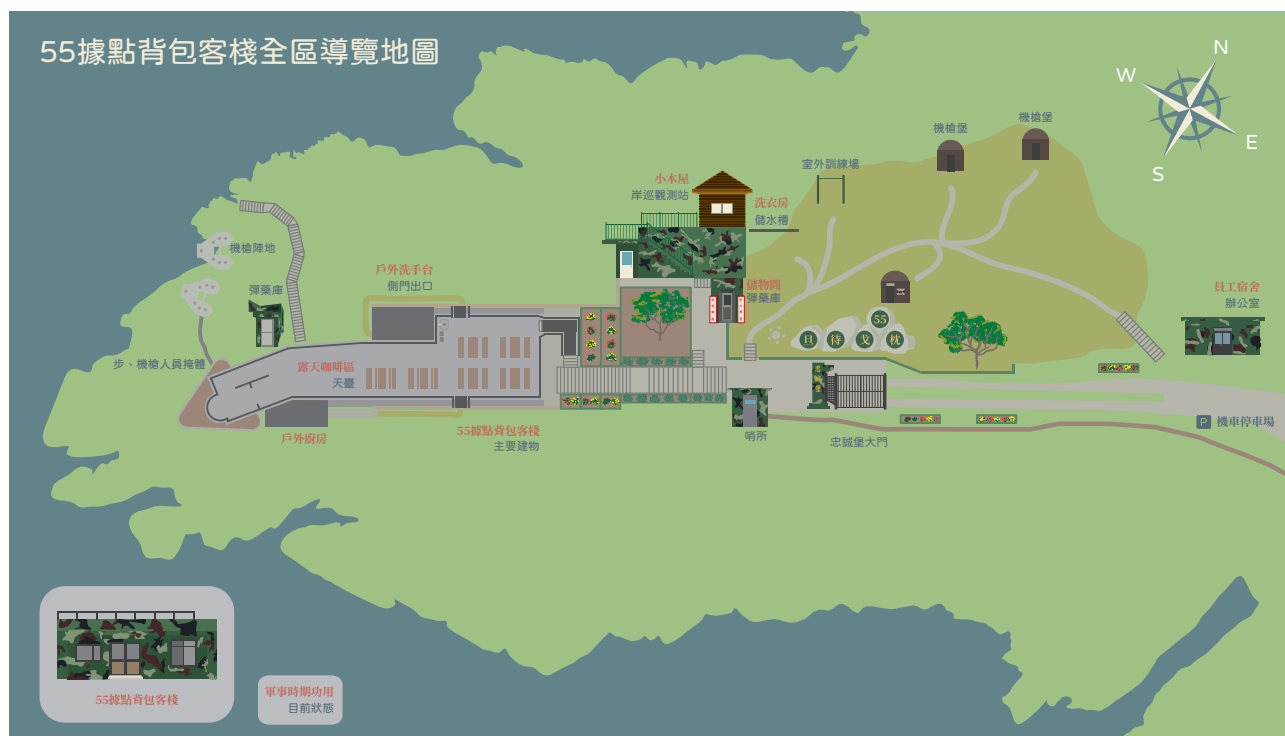 55據點背包客棧全區導覽地圖
N
W
E
S
機槍堡
機槍堡
室外訓練場
小木屋
岸巡觀測站
洗衣房
儲水槽
機槍陣地
戶外洗手台
側門出口
彈藥庫
儲物間
彈藥庫
員工宿舍
辦公室
55
旦 待 戈 枕
步、機槍人員掩體
露天咖啡區
天臺
戶外廚房
55據點背包客棧
主要建物
哨所
忠誠堡大門
P 機車停車場
55據點背包客棧
軍事時期功用
目前狀態